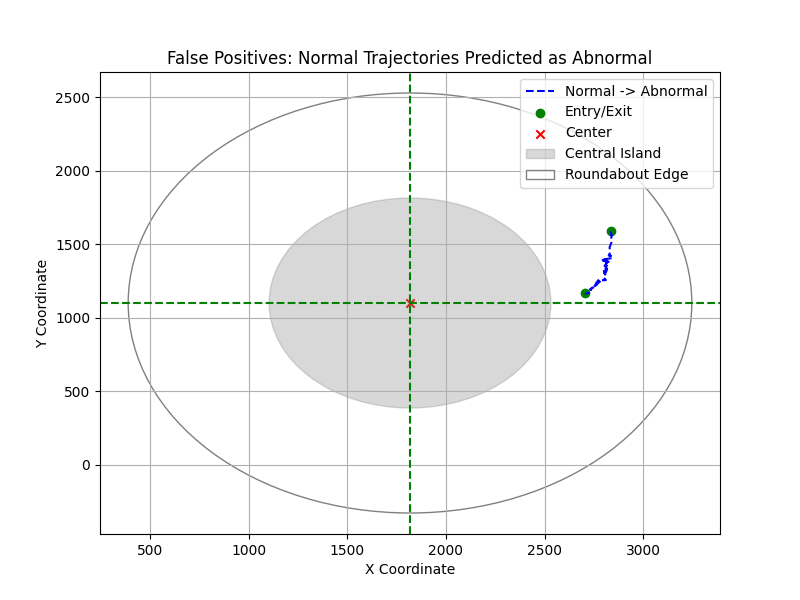 False Positives: Normal Trajectories Predicted as Abnormal
Normal -> Abnormal
Entry/Exit
Center
Central Island
Roundabout Edge
2500
2000
1500
1000
500
0
Y Coordinate
500
1000
1500
2000
2500
3000
X Coordinate